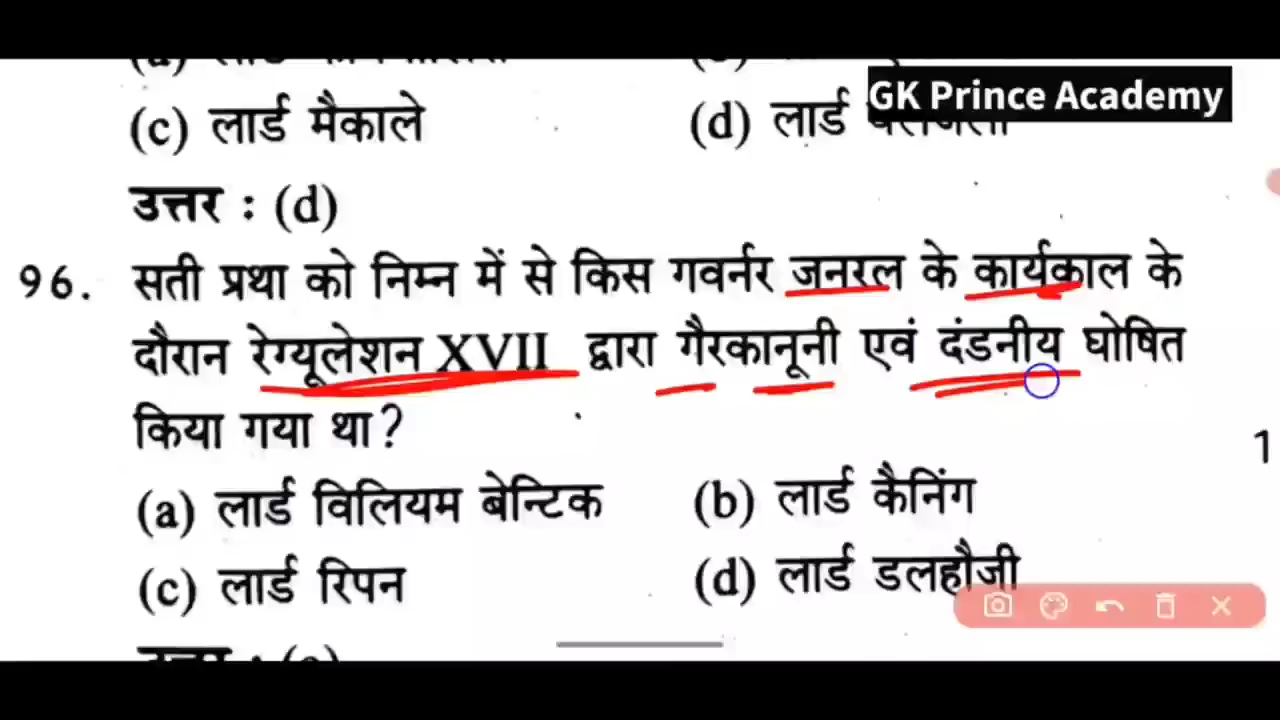 GK Prince Academy
(c) लार्ड मैकाले (d) लार्ड
उत्तर : (d)
96. सती प्रथा को निम्न में से किस गवर्नर जनरल के कार्यकाल के
दौरान रेग्यूलेशन XVII द्वारा गैरकानूनी एवं दंडनीय घोषित
किया गया था?
1
(a) लार्ड विलियम बेन्टिक (b) लार्ड कैनिंग
(c) लार्ड रिपन (d) लार्ड डलहौजी